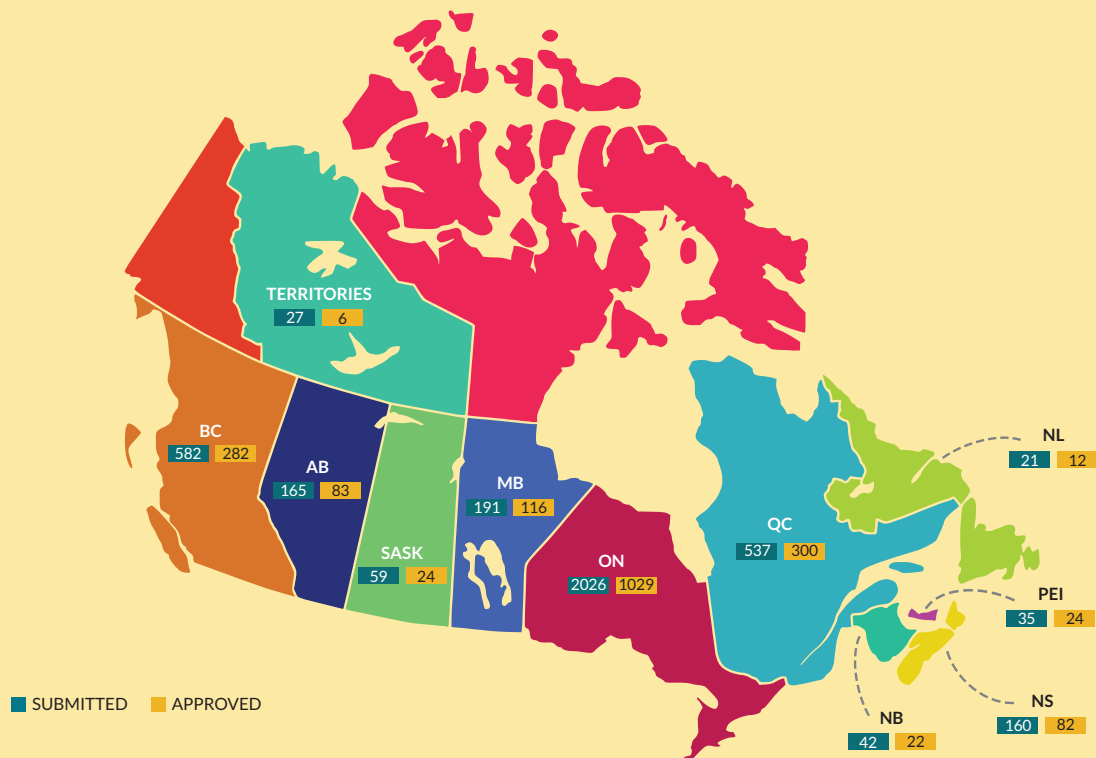 TERRITORIES
27 6
BC
582 282
AB
165 83
SASK
59 24
MB
191 116
ON
2026 1029
QC
537 300
NL
21 12
PEI
35 24
NS
160 82
NB
42 22
SUBMITTED APPROVED